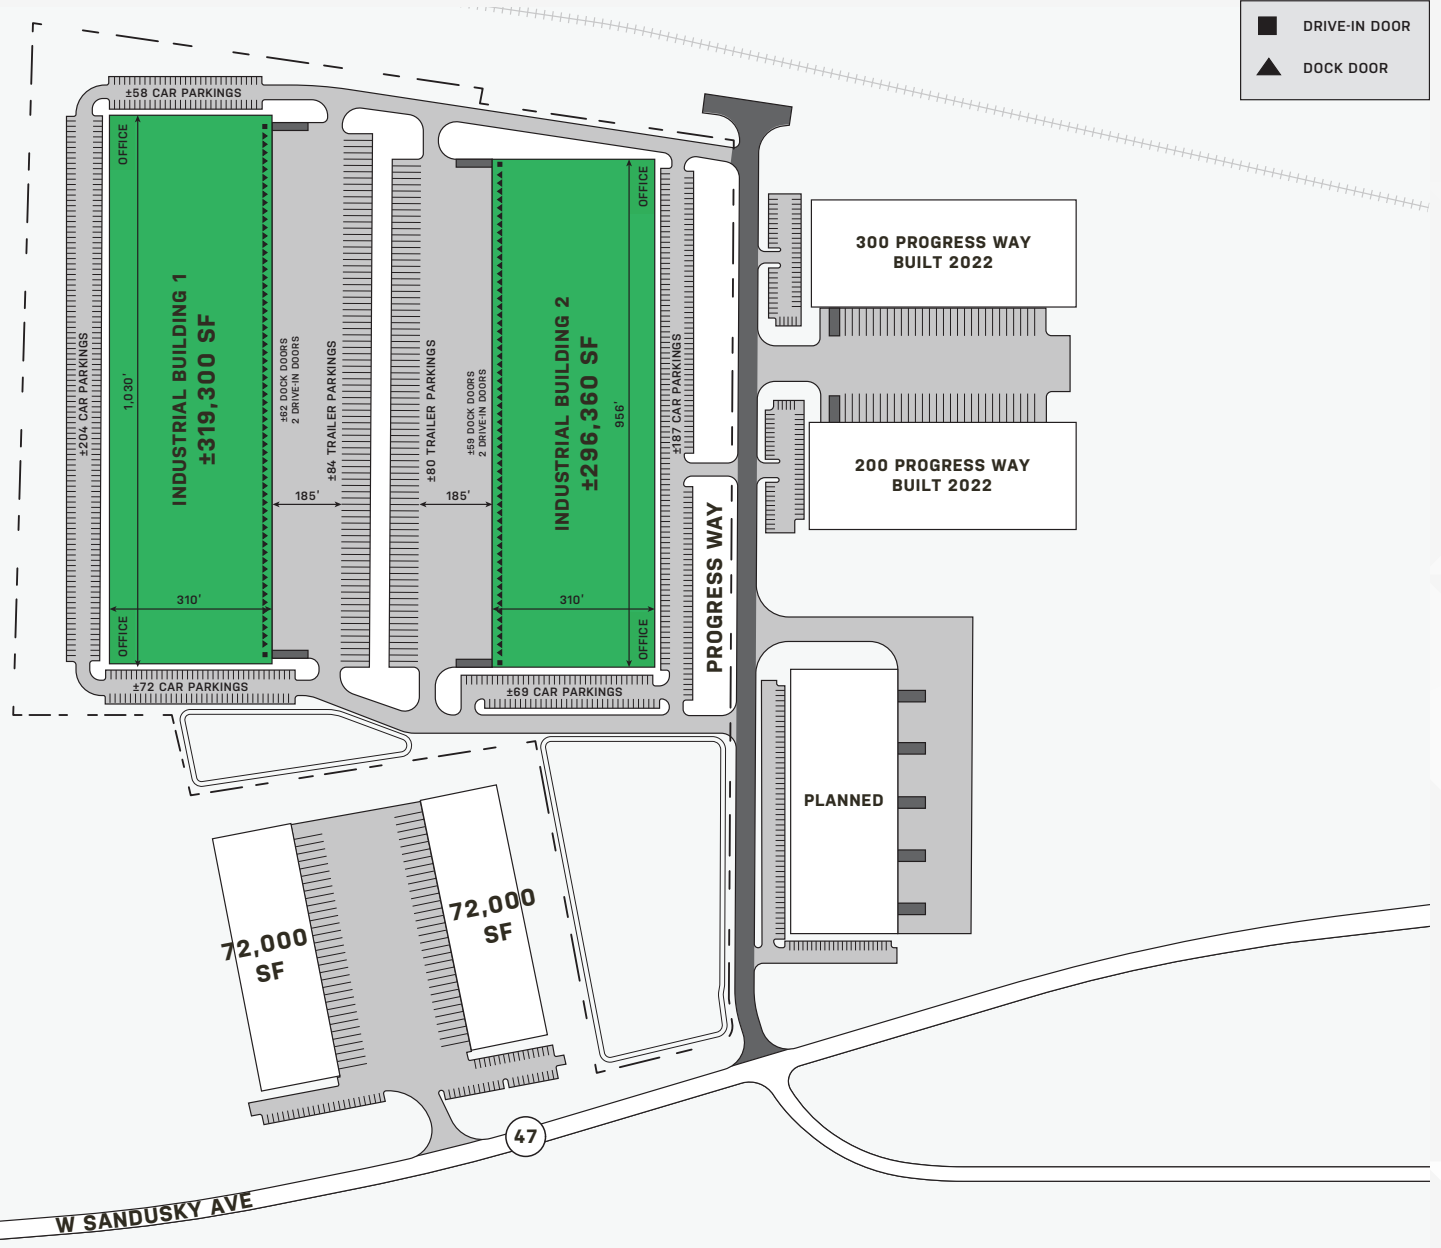 DRIVE-IN DOOR
DOCK DOOR
±58 CAR PARKINGS
OFFICE
±204 CAR PARKINGS
1,030'
INDUSTRIAL BUILDING 1
±319,300 SF
310'
OFFICE
±62 DOCK DOORS
2 DRIVE-IN DOORS
±84 TRAILER PARKINGS
185'
±72 CAR PARKINGS
±80 TRAILER PARKINGS
185'
±59 DOCK DOORS
2 DRIVE-IN DOORS
OFFICE
INDUSTRIAL BUILDING 2
±296,360 SF
956'
310'
OFFICE
±187 CAR PARKINGS
±69 CAR PARKINGS
PROGRESS WAY
300 PROGRESS WAY
BUILT 2022
200 PROGRESS WAY
BUILT 2022
PLANNED
72,000
SF
72,000
SF
47
W SANDUSKY AVE